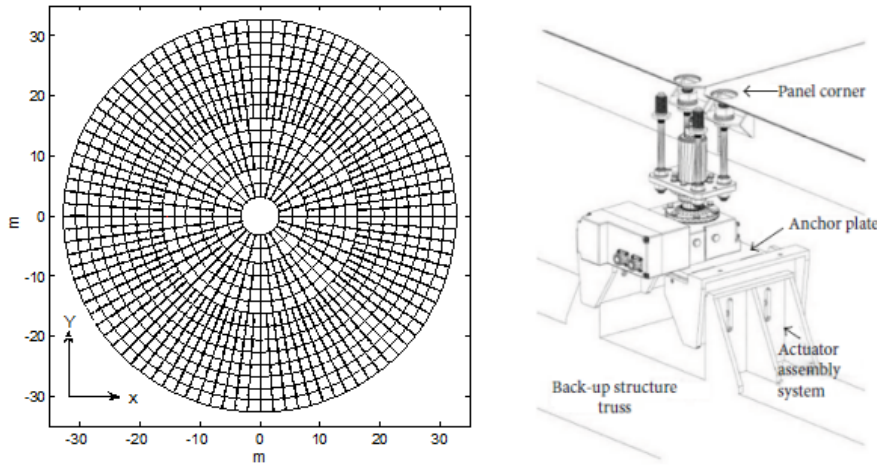 30
20
10
0
-10
-20
-30
m
Y
x
-30
-20
-10
0
10
20
30
m
Panel corner
Anchor plate
Actuator
assembly
system
Back-up structure
truss